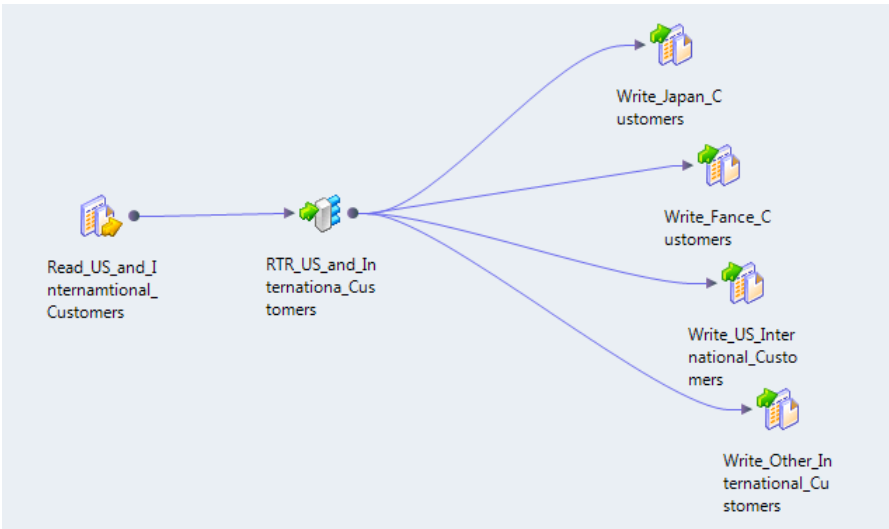 Write_Japan_C
ustomers
Write_Fance_C
ustomers
Read_US_and_I
nternamtional_
Customers
RTR_US_and_In
ternationa_Cus
tomers
Write_US_Inter
national_Custo
mers
Write_Other_In
ternational_Cu
stomers